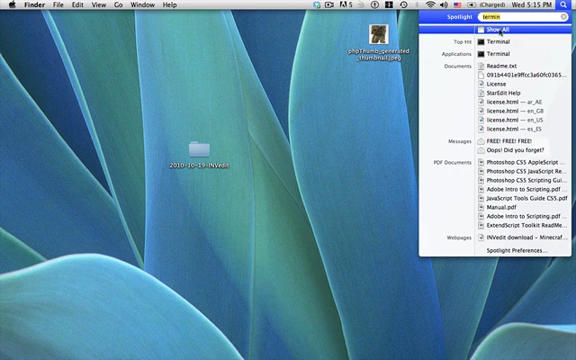 File Edit View Go Window Help
5
(Charged)
Wed 5:15 PM
Spotlight termin
Show All
Top Hit Terminal
Applications Terminal
Documents Readme.txt
091b4401e9ffcc3a60fc0365...
License
StarEdit Help
license.html — ar_AE
license.html — en_GB
license.html — en_US
license.html — es_ES
Messages FREE! FREE! FREE!
Oops! Did you forget?
PDF Documents Photoshop CS5 AppleScript ...
Photoshop CS5 JavaScript Re...
Photoshop CS5 Scripting Gui...
Adobe Intro to Scripting.pdf
JavaScript Tools Guide CS5.pdf
Manual.pdf
Adobe Intro to Scripting.pdf
ExtendScript Toolkit ReadMe...
Webpages INVedit download – Minecraf...
Spotlight Preferences...
phpThumb_generated
_thumbnail_jpeg
2010-10-19-INVedit